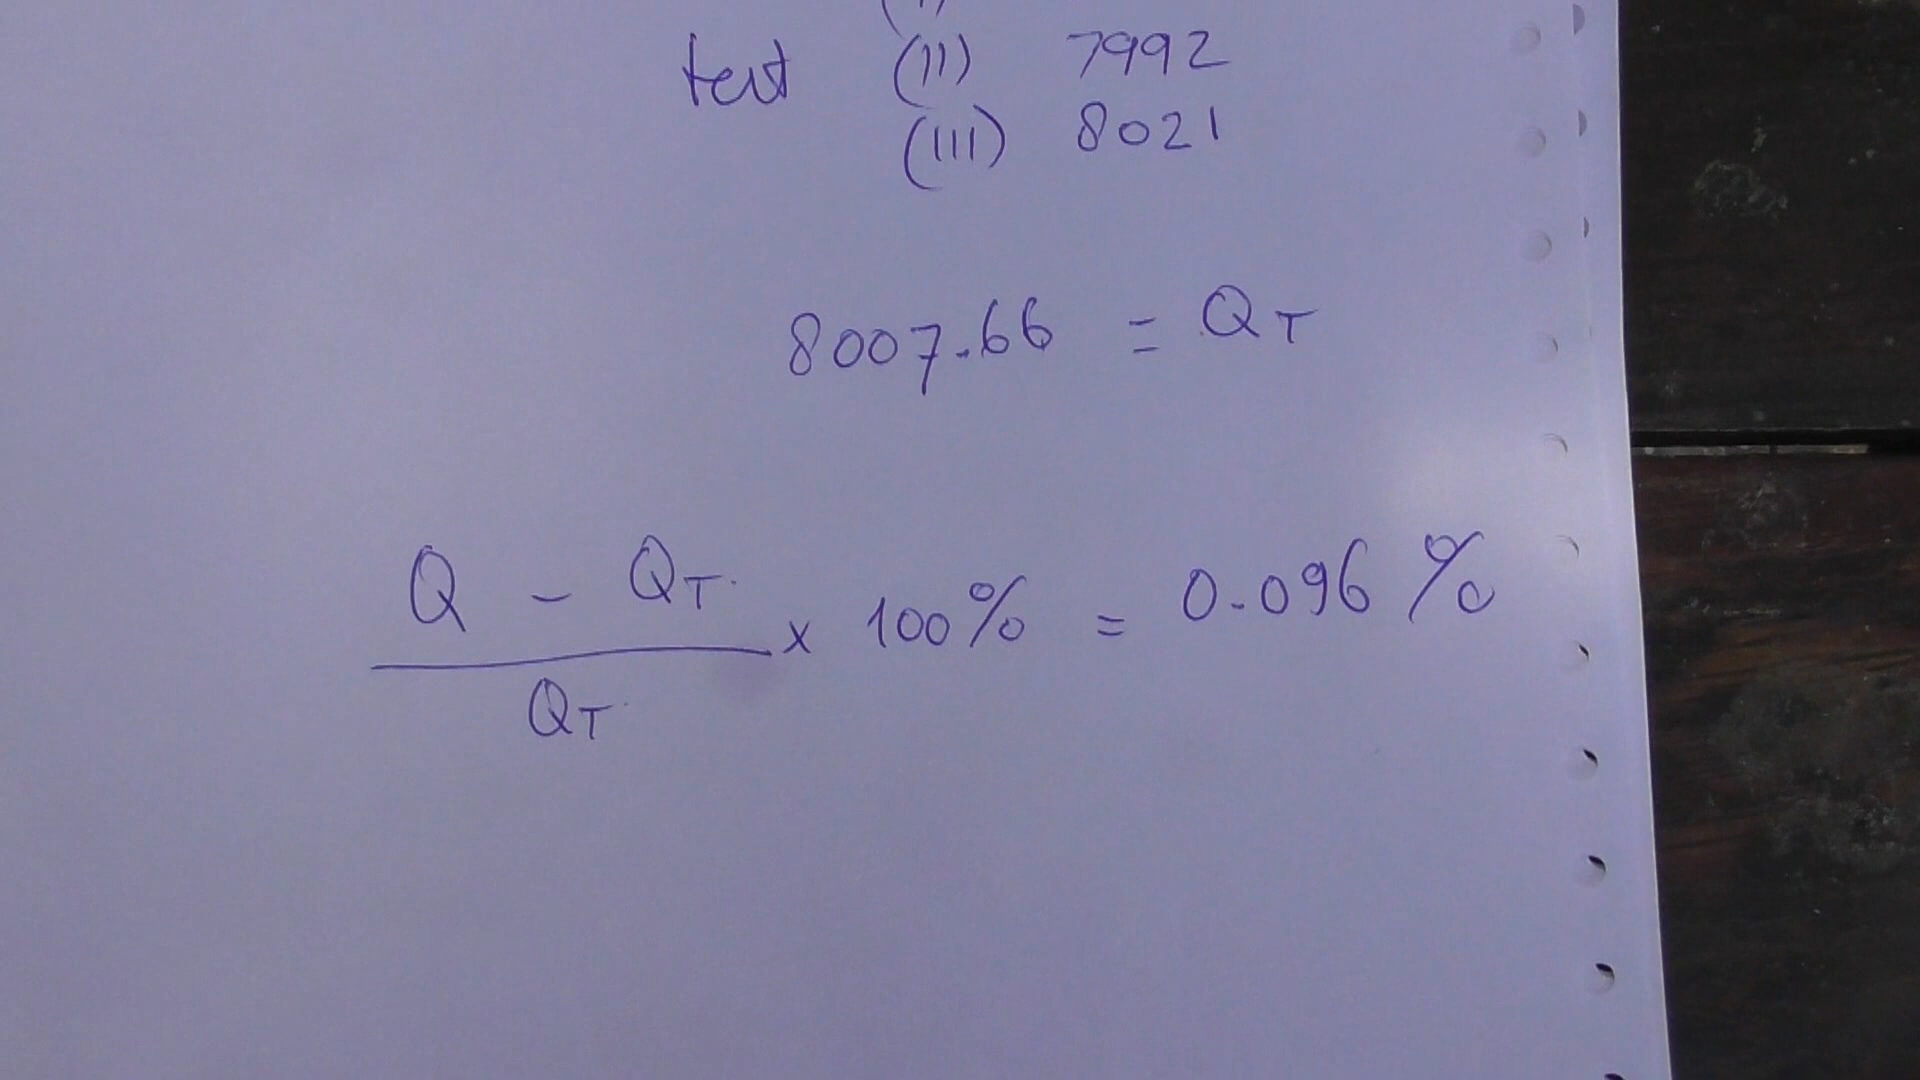 test (II) 7992
(III) 8021
8007.66 = QT
Q - QT
x 100% = 0.096 %
QT